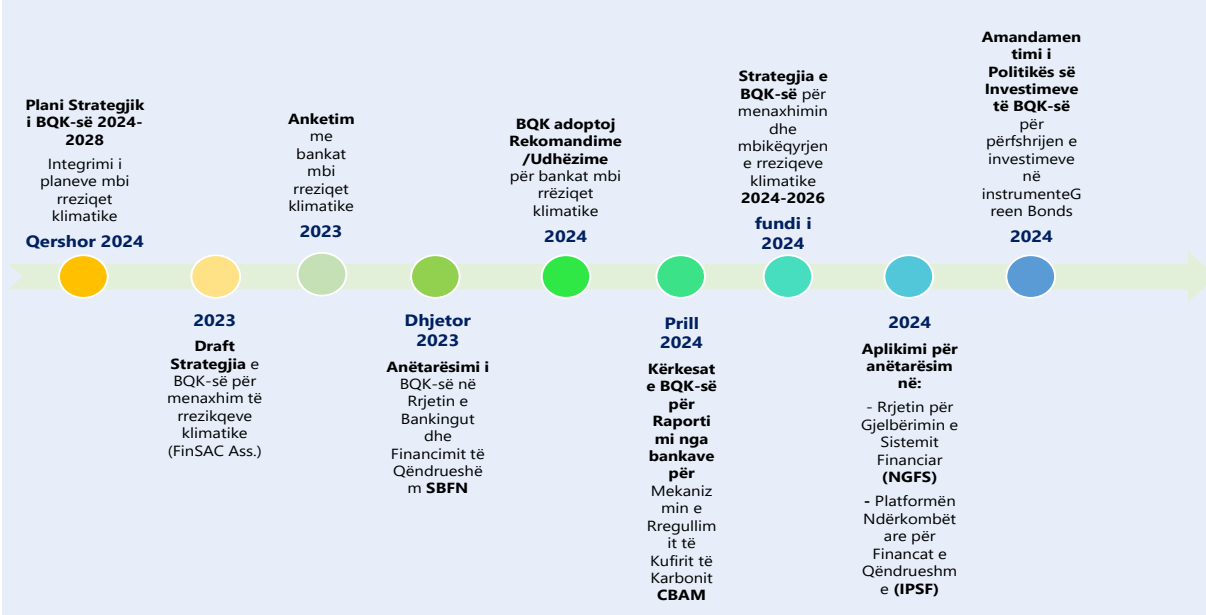 Plani Strategjik
i BQK-së 2024-
2028
Integrimi i
planeve mbi
rreziqet
klimatike
Qershor 2024
2023
Draft
Strategjia e
BQK-së për
menaxhim të
rrezikqeve
klimatike
(FinSAC Ass.)
Anketim
me
bankat
mbi
rreziqet
klimatike
2023
Dhjetor
2023
Anëtarësimi i
BQK-së në
Rrjetin e
Bankingut
dhe
Financimit të
Qëndrueshë
m SBFN
BQK adoptoj
Rekomandime
/Udhëzime
për bankat mbi
rrëziqet
klimatike
2024
Prill
2024
Kërkesat
e BQK-së
për
Raporti
mi nga
bankave
për
Mekaniz
min e
Rregullim
it të
Kufirit të
Karbonit
CBAM
Strategjia e
BQK-së për
menaxhimin
dhe
mbikëqyrjen
e rreziqeve
klimatike
2024-2026
fundi i
2024
2024
Aplikimi për
anëtarësim
në:
- Rrjetin për
Gjelbërimin e
Sistemit
Financiar
(NGFS)
- Platformën
Ndërkombët
are për
Financat e
Qëndrueshm
e (IPSF)
Amandamen
timi i
Politikës së
Investimeve
të BQK-së
për
përfshrijen e
investimeve
në
instrumenteG
reen Bonds
2024